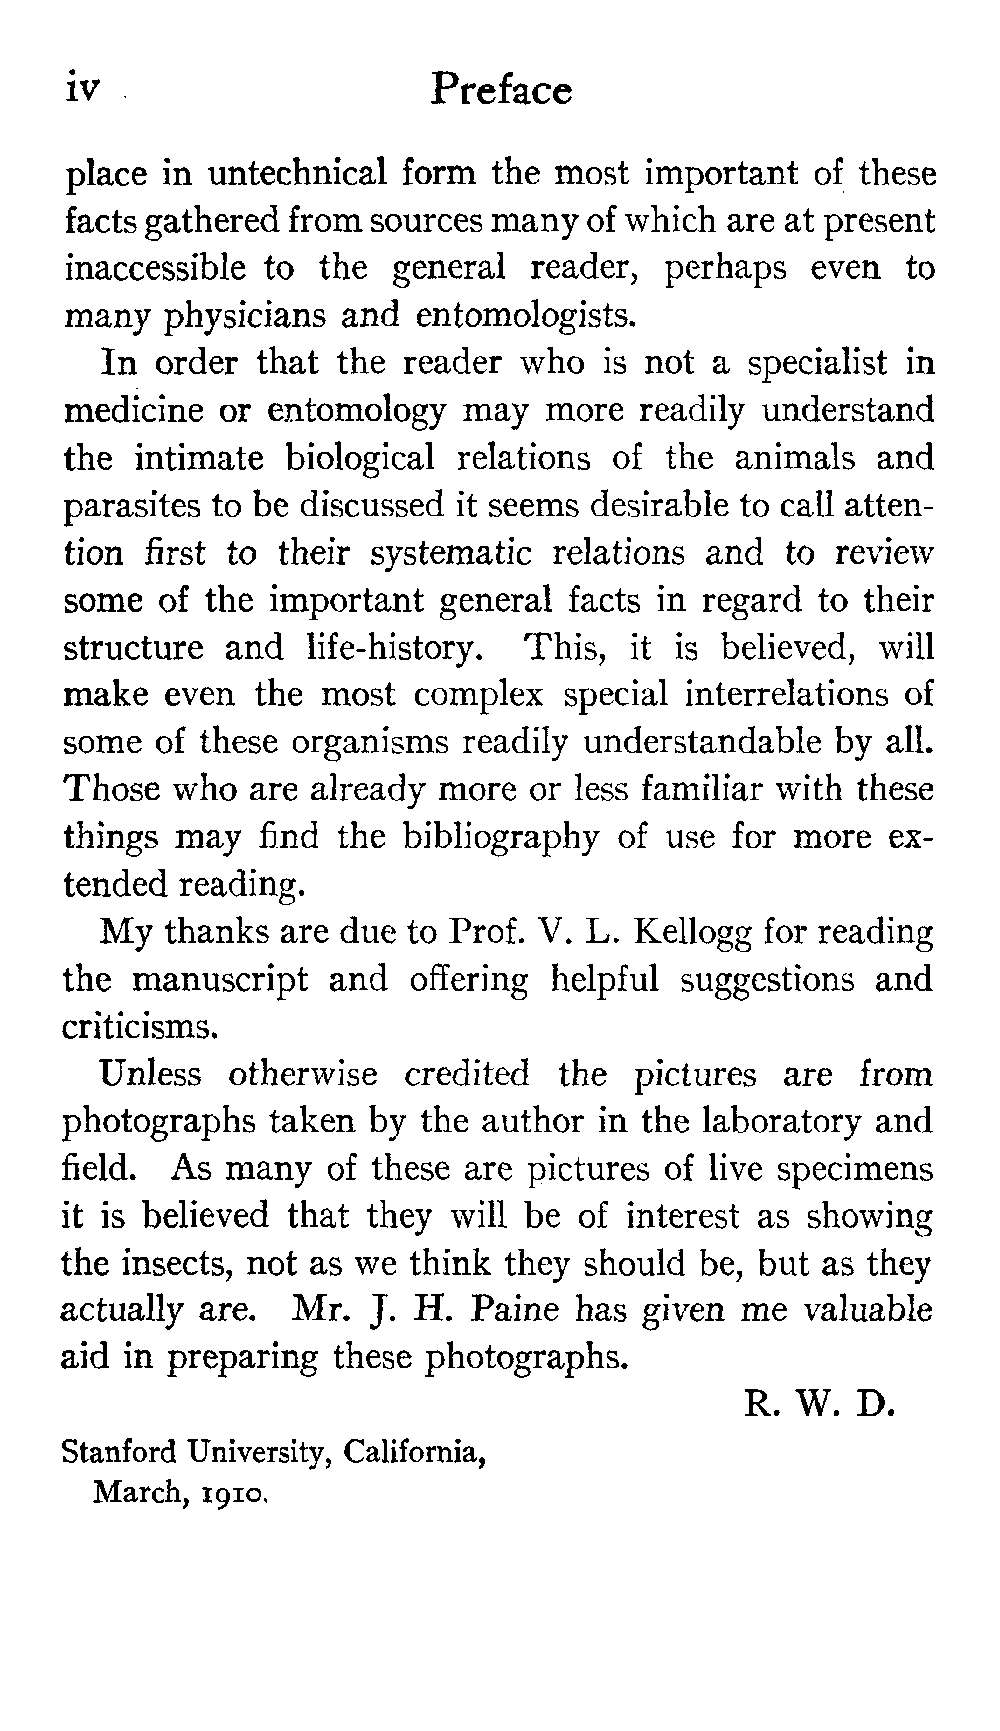 iv Preface
place in untechnical form the most important of these
facts gathered from sources many of which are at present
inaccessible to the general reader, perhaps even to
many physicians and entomologists.
In order that the reader who is not a specialist in
medicine or entomology may more readily understand
the intimate biological relations of the animals and
parasites to be discussed it seems desirable to call atten-
tion first to their systematic relations and to review
some of the important general facts in regard to their
structure and life-history. This, it is believed, will
make even the most complex special interrelations of
some of these organisms readily understandable by all.
Those who are already more or less familiar with these
things may find the bibliography of use for more ex-
tended reading.
My thanks are due to Prof. V. L. Kellogg for reading
the manuscript and offering helpful suggestions and
criticisms.
Unless otherwise credited the pictures are from
photographs taken by the author in the laboratory and
field. As many of these are pictures of live specimens
it is believed that they will be of interest as showing
the insects, not as we think they should be, but as they
actually are. Mr. J. H. Paine has given me valuable
aid in preparing these photographs.
R. W. D.
Stanford University, California,
March, 1910.